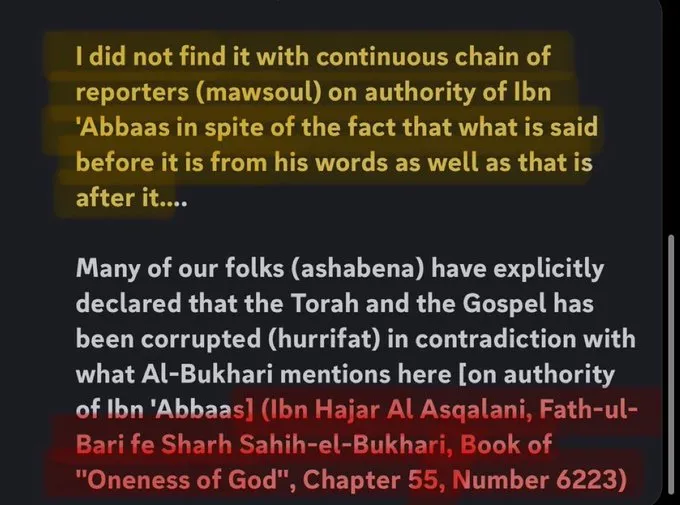 I did not find it with continuous chain of
reporters (mawsoul) on authority of Ibn
'Abbaas in spite of the fact that what is said
before it is from his words as well as that is
after it....
Many of our folks (ashabena) have explicitly
declared that the Torah and the Gospel has
been corrupted (hurrifat) in contradiction with
what Al-Bukhari mentions here [on authority
of Ibn 'Abbaas] (Ibn Hajar Al Asqalani, Fath-ul-
Bari fe Sharh Sahih-el-Bukhari, Book of
"Oneness of God", Chapter 55, Number 6223)